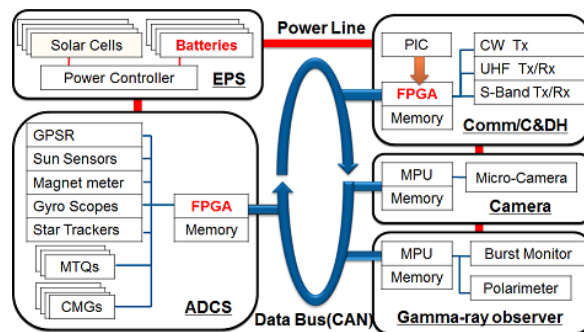 Solar Cells
Batteries
Power Controller
EPS
Power Line
PIC
FPGA
Memory
CW Tx
UHF Tx/Rx
S-Band Tx/Rx
Comm/C&DH
GPSR
Sun Sensors
Magnet meter
Gyro Scopes
Star Trackers
MTQs
CMGs
FPGA
Memory
ADCS
MPU
Memory
Micro-Camera
Camera
MPU
Memory
Burst Monitor
Polarimeter
Gamma-ray observer
Data Bus(CAN)